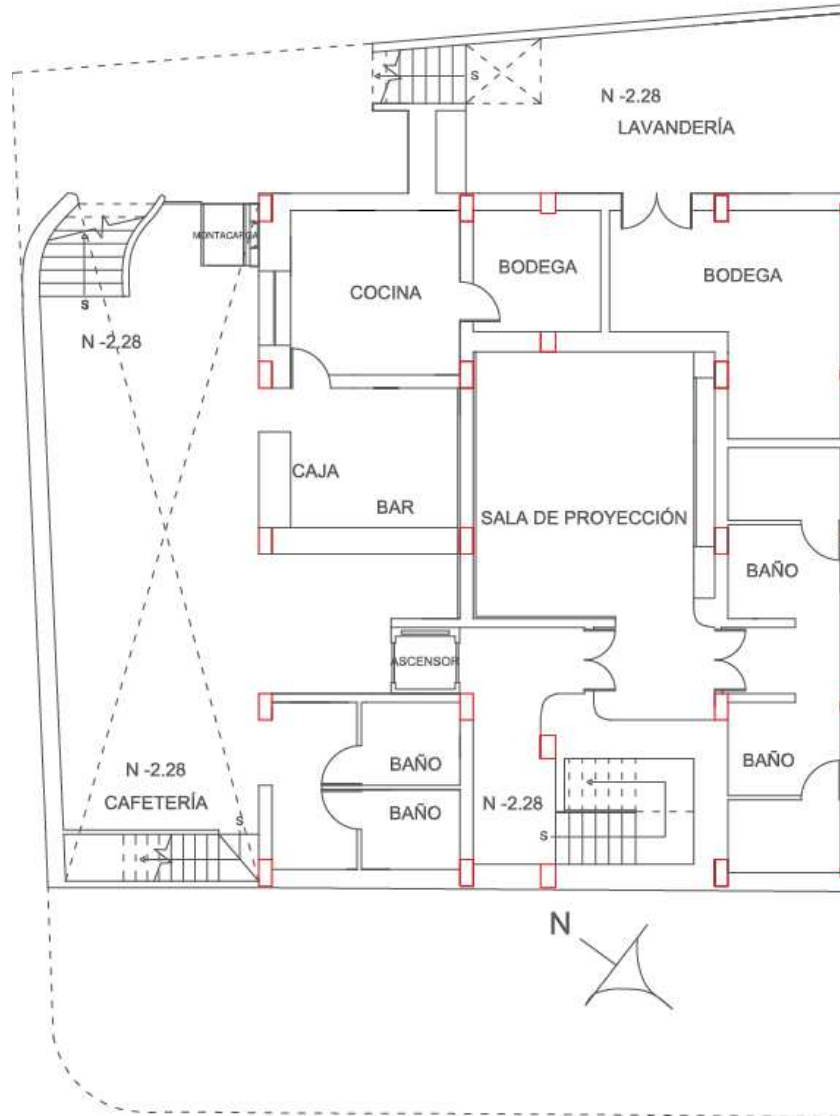 S
N -2.28
LAVANDERÍA
MONTACARGA
BODEGA
BODEGA
COCINA
S
N -2.28
CAJA
BAR
SALA DE PROYECCIÓN
BAÑO
ASCENSOR
BAÑO
BAÑO
N -2.28
CAFETERÍA
BAÑO
N -2.28
S
S
N